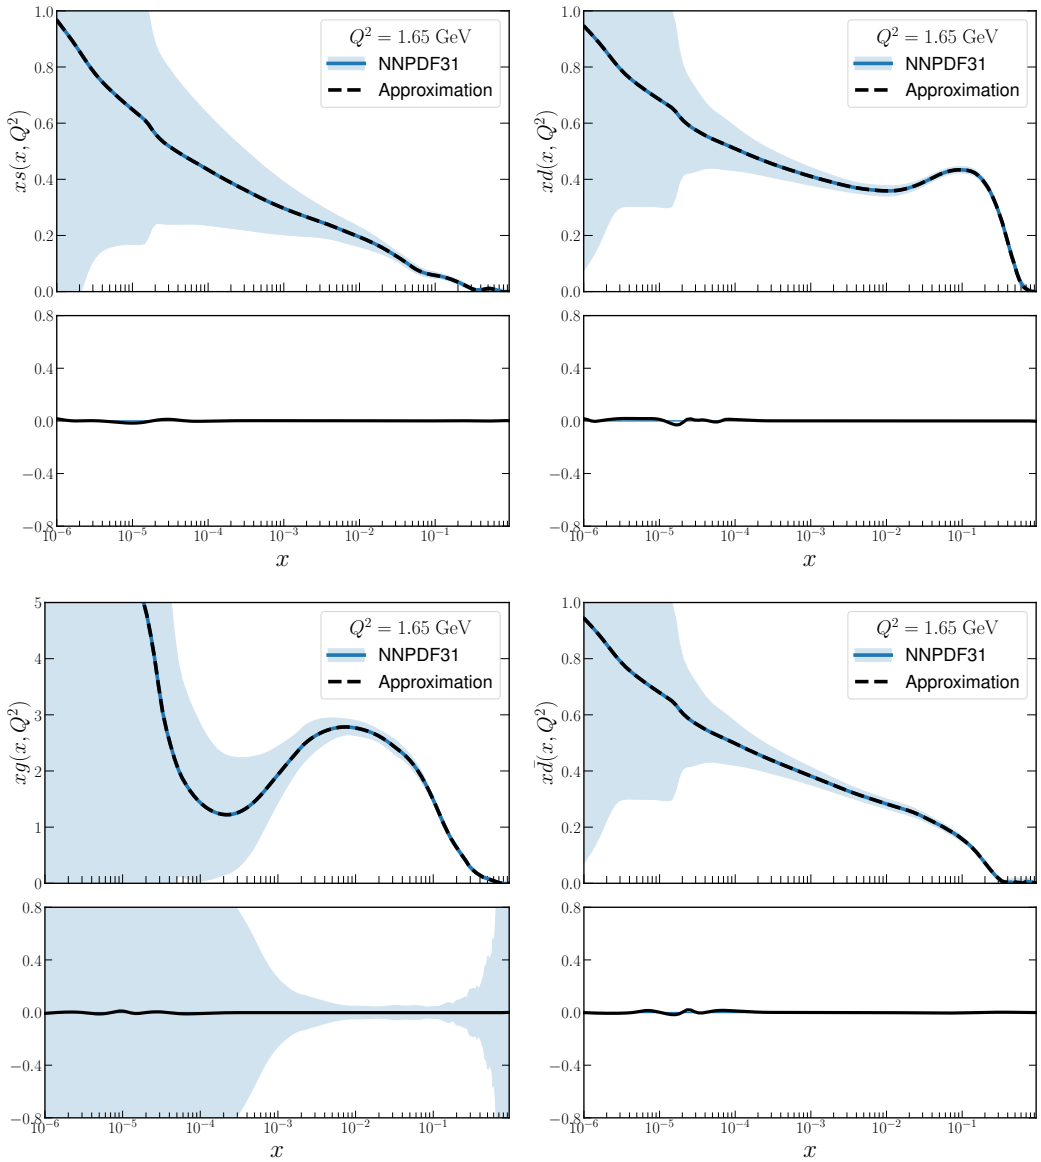 1.0
0.8
0.6
0.4
0.2
0.0
xs(x, Q²)
Q² = 1.65 GeV
NNPDF31
Approximation
0.8
0.4
0.0
−0.4
−0.8
10⁻⁶ 10⁻⁵ 10⁻⁴ 10⁻³ 10⁻² 10⁻¹
x
1.0
0.8
0.6
0.4
0.2
0.0
xd(x, Q²)
Q² = 1.65 GeV
NNPDF31
Approximation
0.8
0.4
0.0
−0.4
−0.8
10⁻⁶ 10⁻⁵ 10⁻⁴ 10⁻³ 10⁻² 10⁻¹
x
5
4
3
2
1
0
xg(x, Q²)
Q² = 1.65 GeV
NNPDF31
Approximation
0.8
0.4
0.0
−0.4
−0.8
10⁻⁶ 10⁻⁵ 10⁻⁴ 10⁻³ 10⁻² 10⁻¹
x
1.0
0.8
0.6
0.4
0.2
0.0
xd̄(x, Q²)
Q² = 1.65 GeV
NNPDF31
Approximation
0.8
0.4
0.0
−0.4
−0.8
10⁻⁶ 10⁻⁵ 10⁻⁴ 10⁻³ 10⁻² 10⁻¹
x